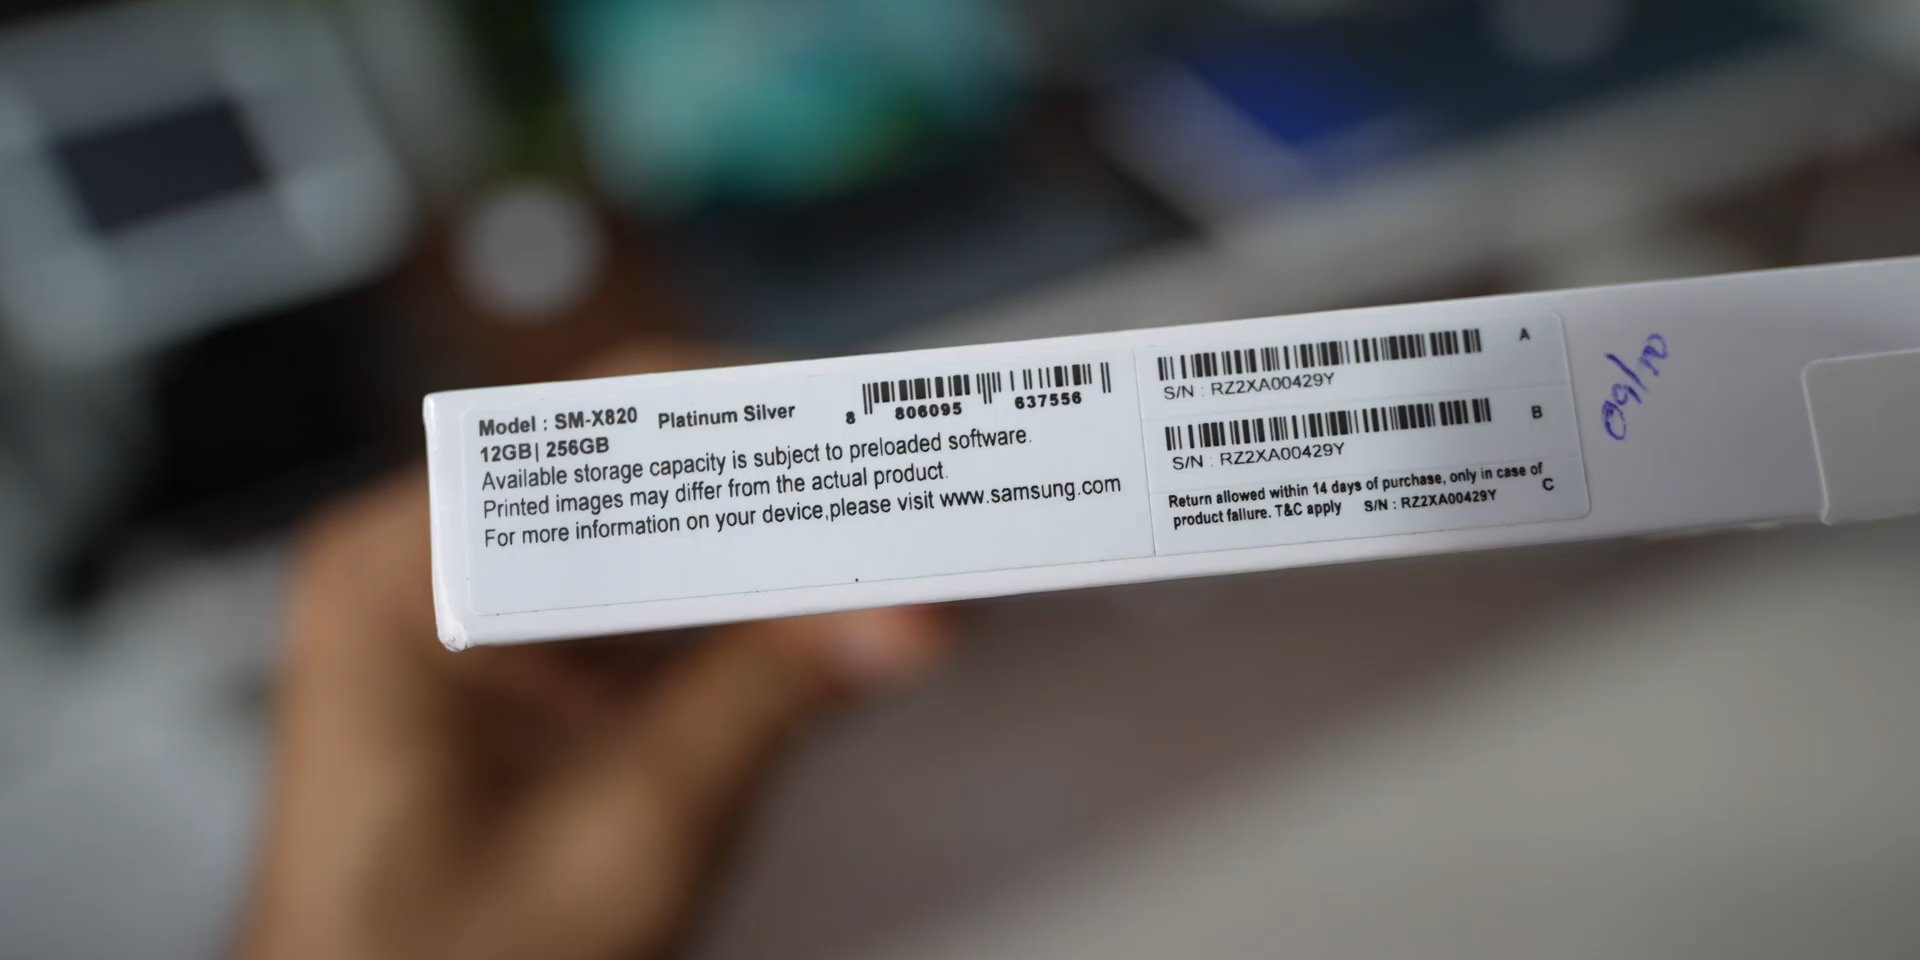 Model : SM-X820 Platinum Silver
12GB| 256GB
Available storage capacity is subject to preloaded software.
Printed images may differ from the actual product.
For more information on your device,please visit www.samsung.com
8 806095 637556
S/N : RZ2XA00429Y
A
S/N : RZ2XA00429Y
B
Return allowed within 14 days of purchase, only in case of
product failure. T&C apply S/N : RZ2XA00429Y
C